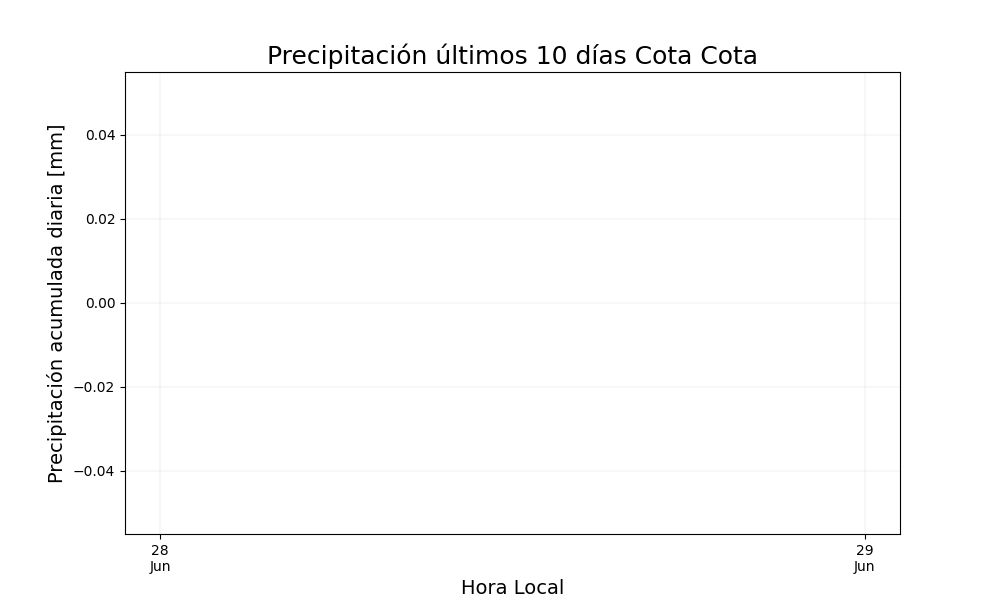 Precipitación últimos 10 días Cota Cota
Precipitación acumulada diaria [mm]
0.04
0.02
0.00
−0.02
−0.04
28
Jun
29
Jun
Hora Local